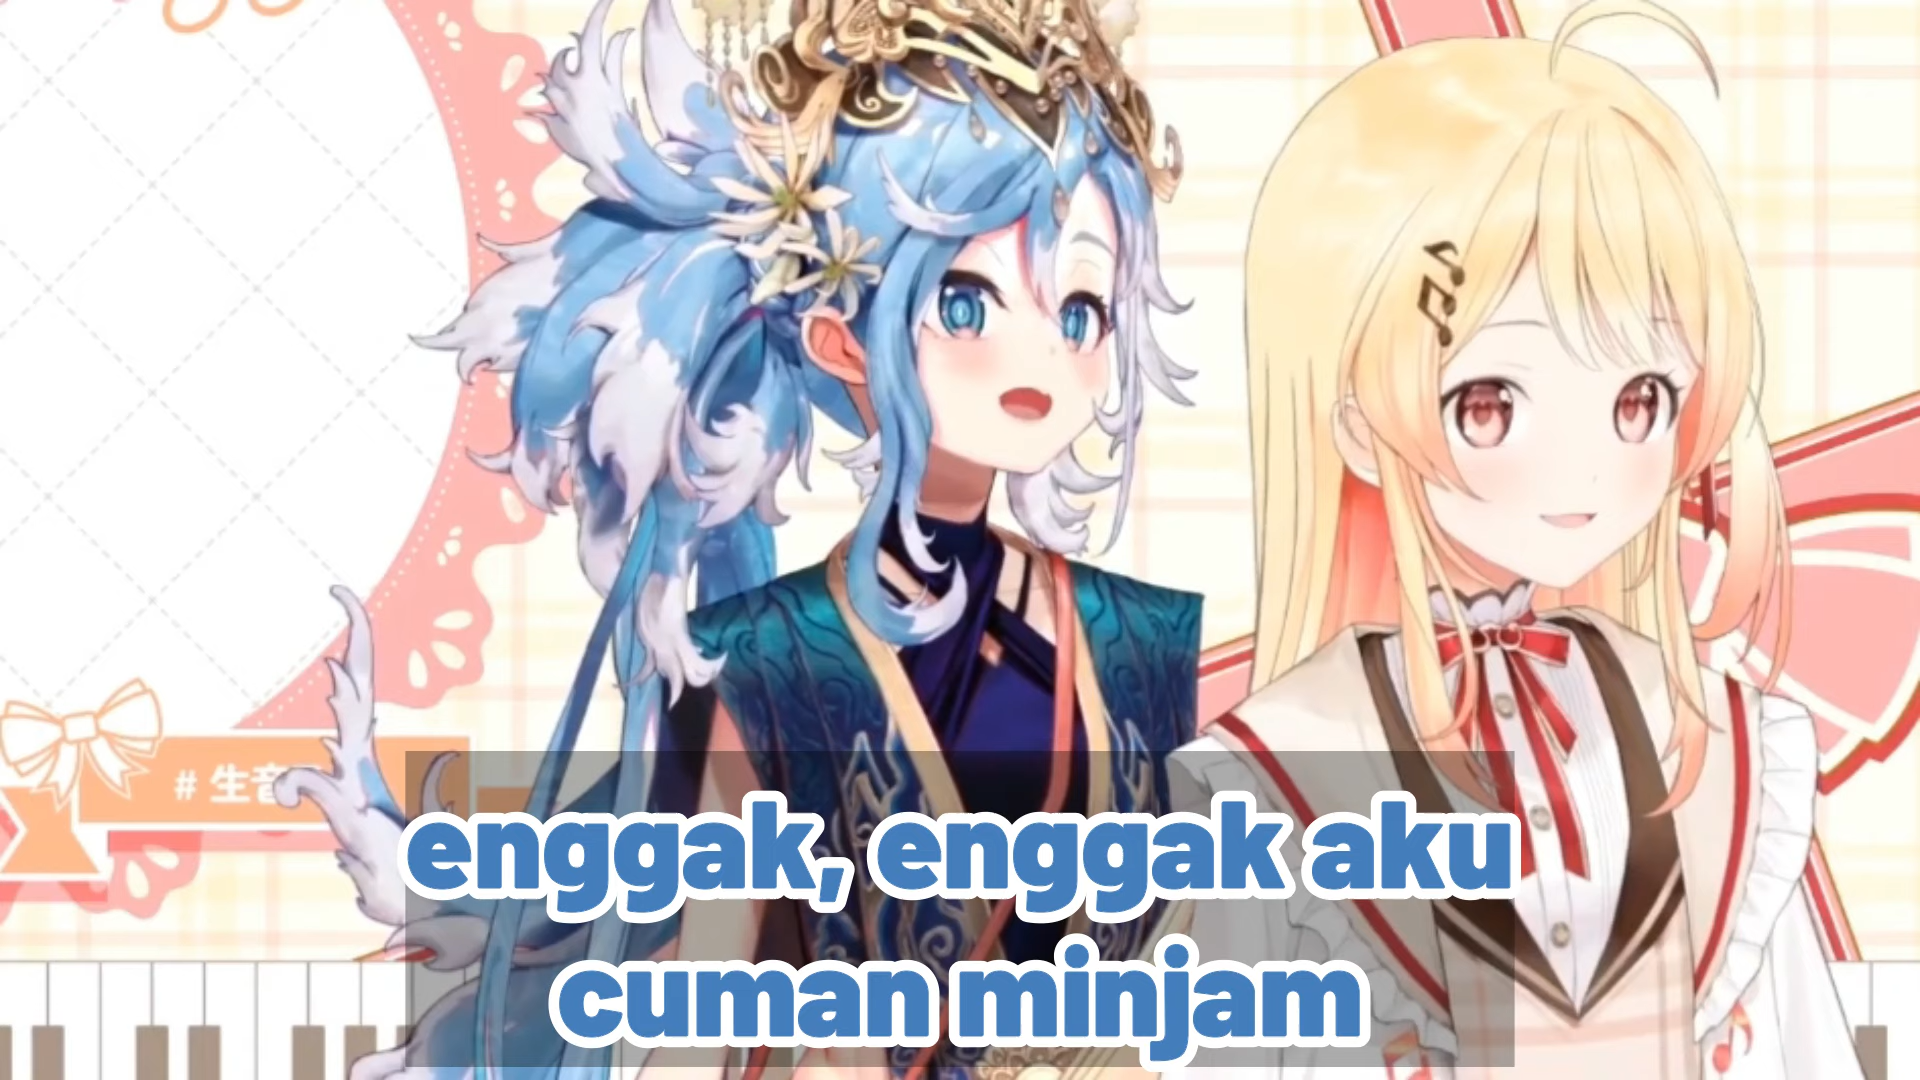 # 生音
enggak, enggak aku
cuman minjam